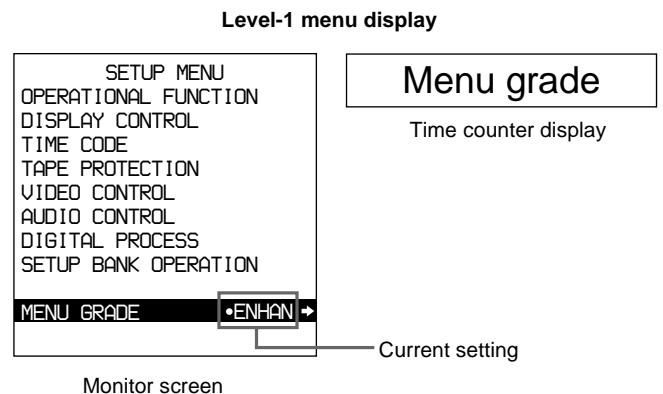 Level-1 menu display
SETUP MENU
OPERATIONAL FUNCTION
DISPLAY CONTROL
TIME CODE
TAPE PROTECTION
VIDEO CONTROL
AUDIO CONTROL
DIGITAL PROCESS
SETUP BANK OPERATION
MENU GRADE •ENHAN ➔
Monitor screen
Menu grade
Time counter display
Current setting